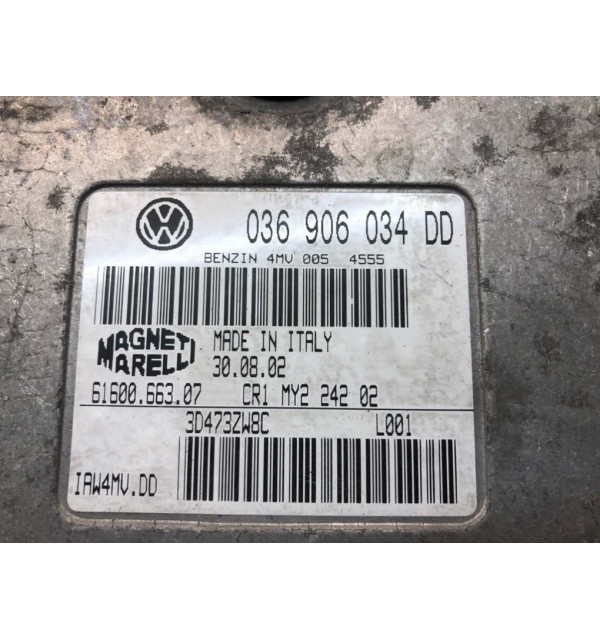 VW
036 906 034 DD
BENZIN 4MV 005 4555
MAGNETI MARELLI
MADE IN ITALY
30.08.02
61600.663.07 CR1 MY2 242 02
3D473ZW8C L001
IAW4MV.DD